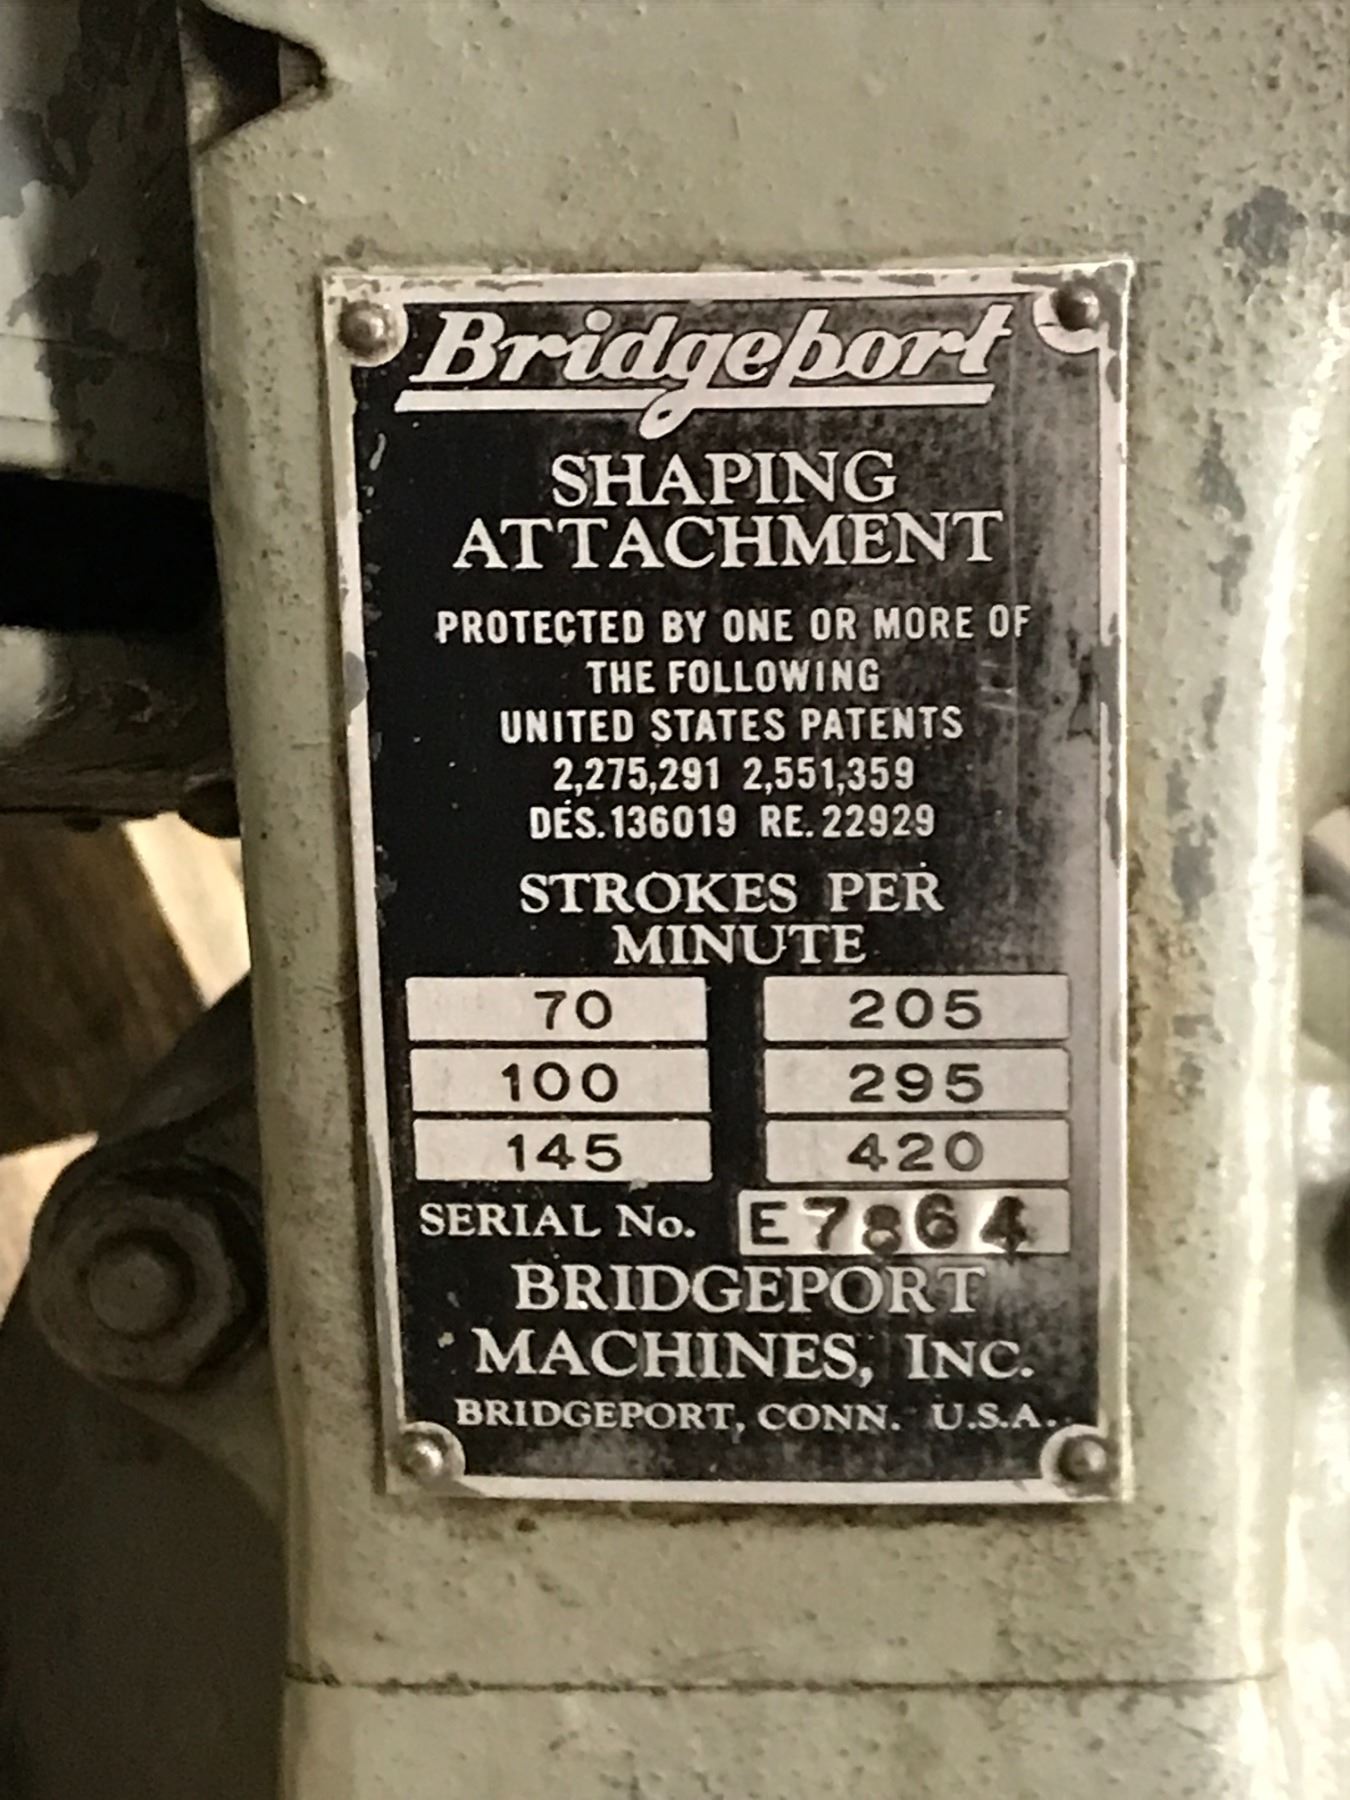 Bridgeport
SHAPING
ATTACHMENT
PROTECTED BY ONE OR MORE OF
THE FOLLOWING
UNITED STATES PATENTS
2,275,291 2,551,359
DES. 136019 RE. 22929
STROKES PER
MINUTE
70 205
100 295
145 420
SERIAL No. E7864
BRIDGEPORT
MACHINES, INC.
BRIDGEPORT, CONN. U.S.A.